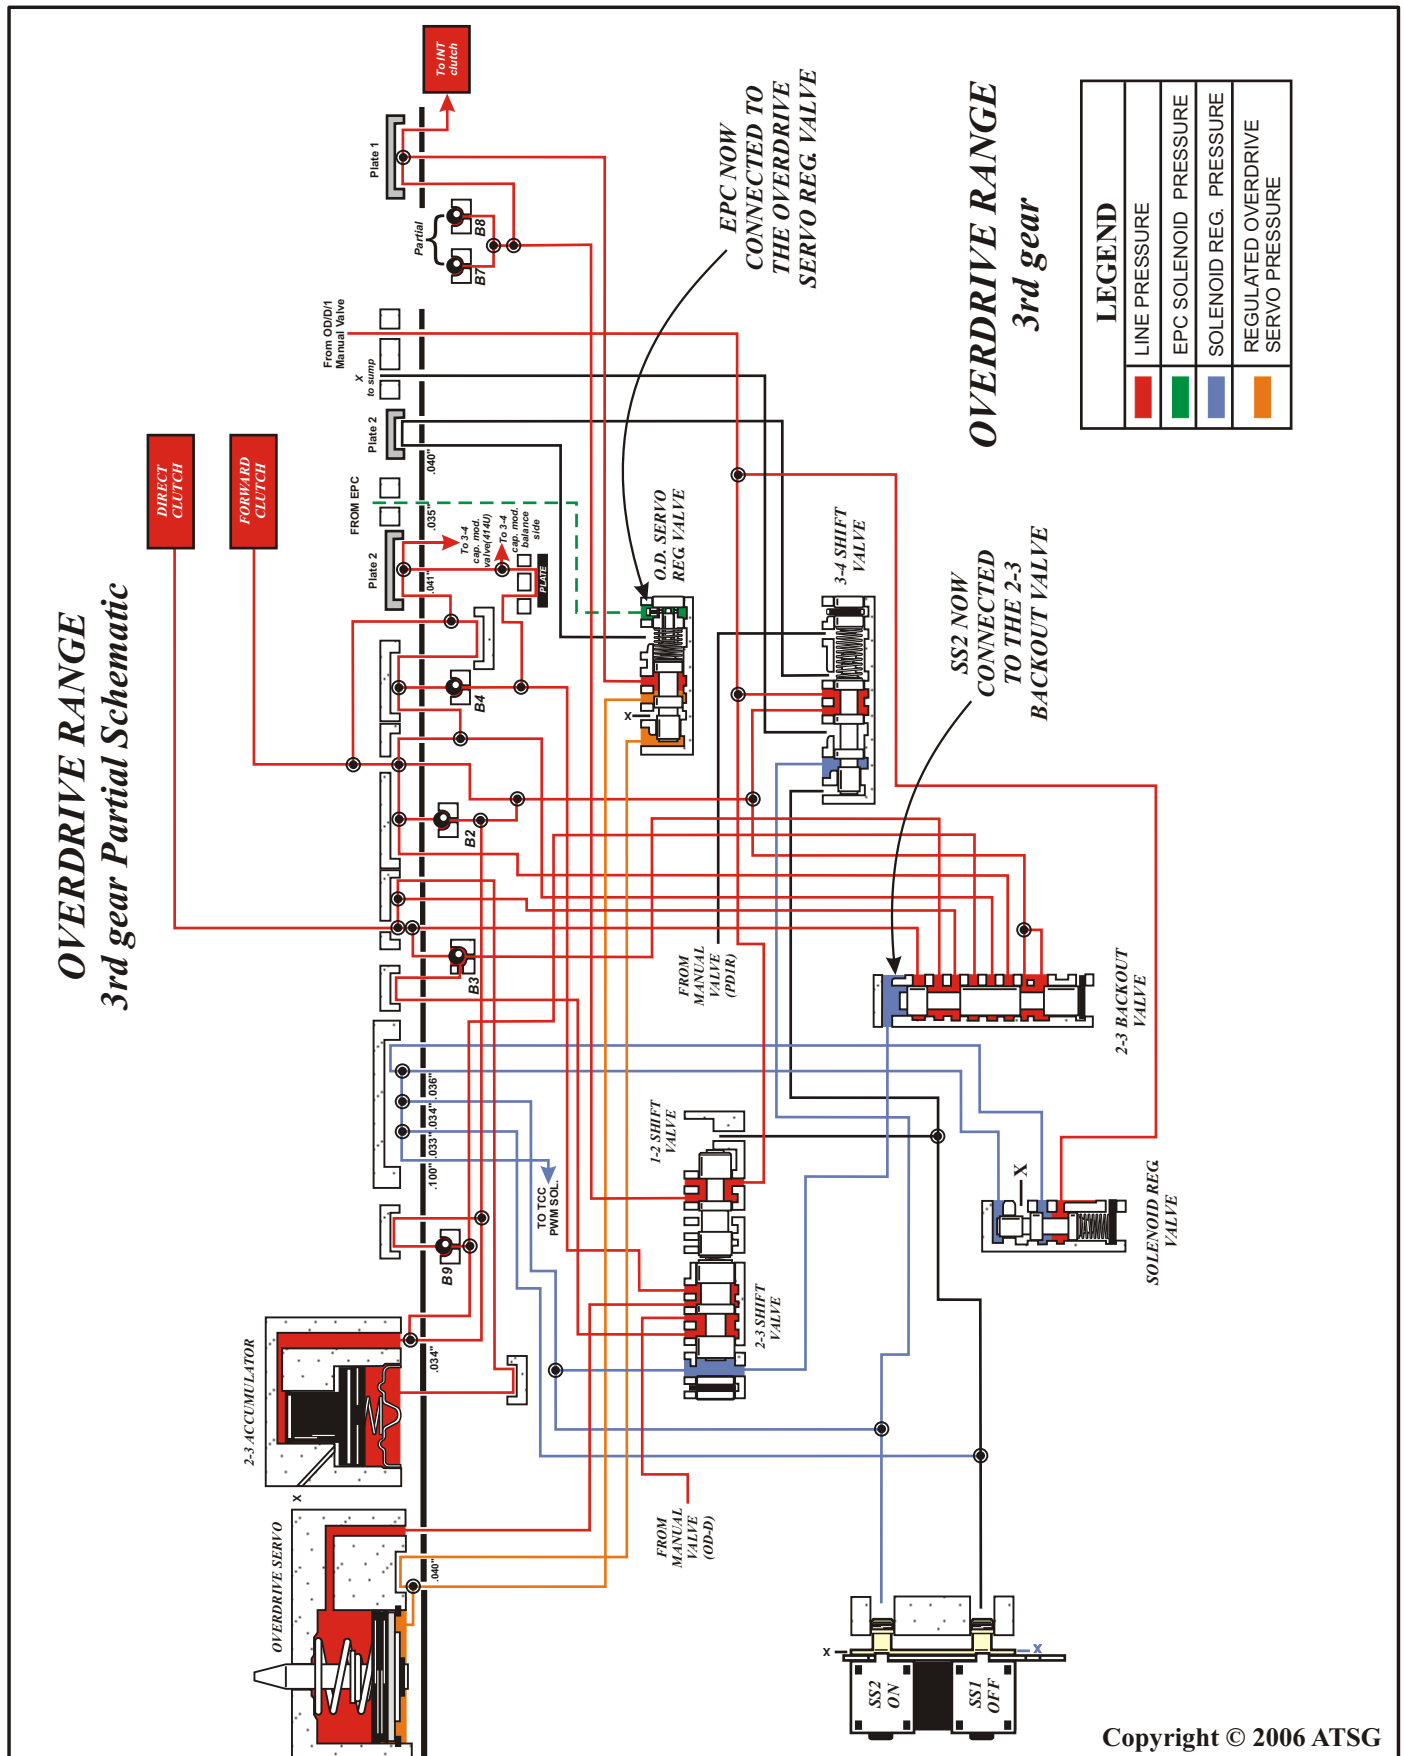 OVERDRIVE RANGE
3rd gear Partial Schematic
DIRECT
CLUTCH
FORWARD
CLUTCH
To INT
clutch
OVERDRIVE SERVO
X
2-3 ACCUMULATOR
.040"
.034"
B9
.100"
.033"
.034"
.036"
TO TCC
PWM SOL.
B3
B2
B4
Plate 2
.041"
.035"
FROM EPC
To 3-4
cap. mod.
valve(414U)
To 3-4
cap. mod.
balance
side
PLATE
Plate 2
.040"
X
to sump
From OD/D/1
Manual Valve
Partial
B7
B8
Plate 1
FROM
MANUAL
VALVE
(OD-D)
2-3 SHIFT
VALVE
1-2 SHIFT
VALVE
FROM
MANUAL
VALVE
(PD1R)
X
O.D. SERVO
REG. VALVE
3-4 SHIFT
VALVE
EPC NOW
CONNECTED TO
THE OVERDRIVE
SERVO REG. VALVE
X
X
SS2
ON
SS1
OFF
X
SOLENOID REG.
VALVE
2-3 BACKOUT
VALVE
SS2 NOW
CONNECTED
TO THE 2-3
BACKOUT VALVE
OVERDRIVE RANGE
3rd gear
LEGEND
LINE PRESSURE
EPC SOLENOID PRESSURE
SOLENOID REG. PRESSURE
REGULATED OVERDRIVE
SERVO PRESSURE
Copyright © 2006 ATSG